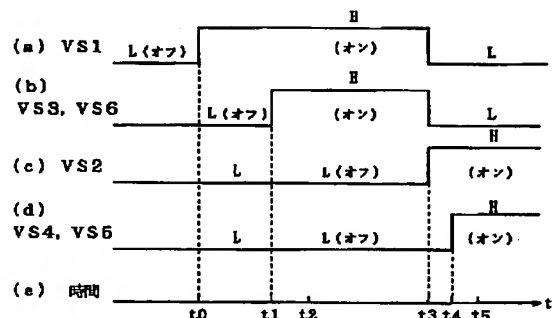 H
(a) VS1 L(オフ) (オン) L
(b) H
VS3, VS6 L(オフ) (オン) L
H
(c) VS2 L L(オフ) (オン)
(d) H
VS4, VS5 L L(オフ) (オン)
(e) 時間 t
t0 t1 t2 t3 t4 t5